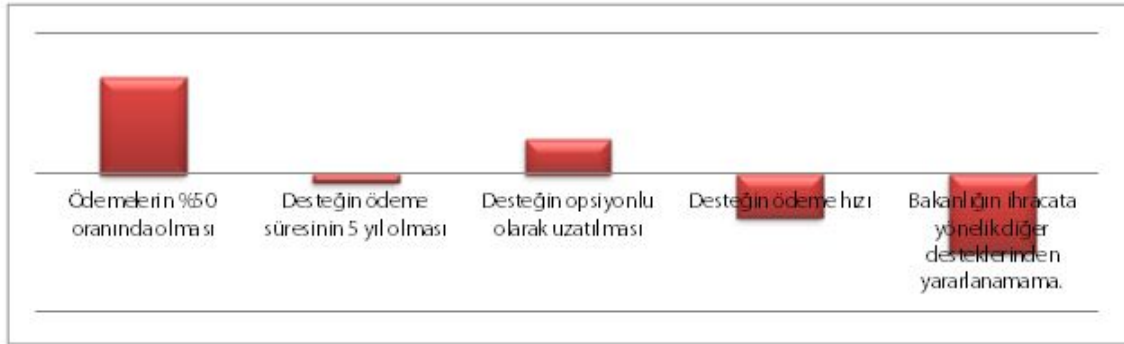 Ödemelerin %50
oranında olması
Desteğin ödeme
süresinin 5 yıl olması
Desteğin opsiyonlu
olarak uzatılması
Desteğin ödeme hızı
Bakanlığın ihracata
yönelik diğer
desteklerinden
yararlanamama.